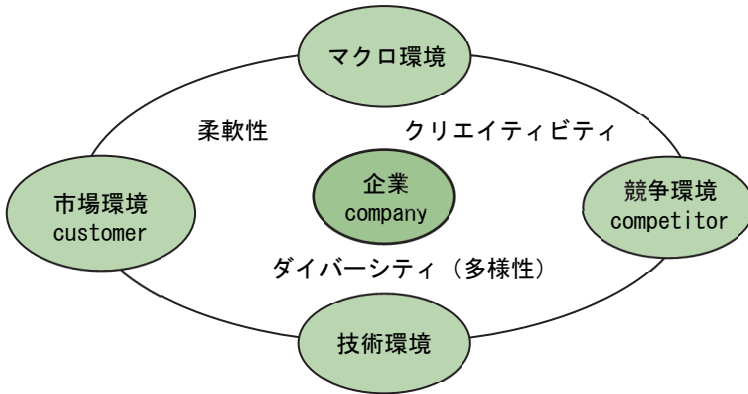 マクロ環境
柔軟性
クリエイティビティ
企業
company
市場環境
customer
競争環境
competitor
ダイバーシティ（多様性）
技術環境